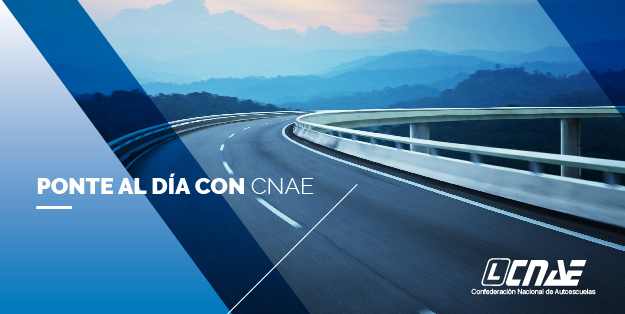 PONTE AL DÍA CON CNAE
L CNAE
Confederación Nacional de Autoescuelas